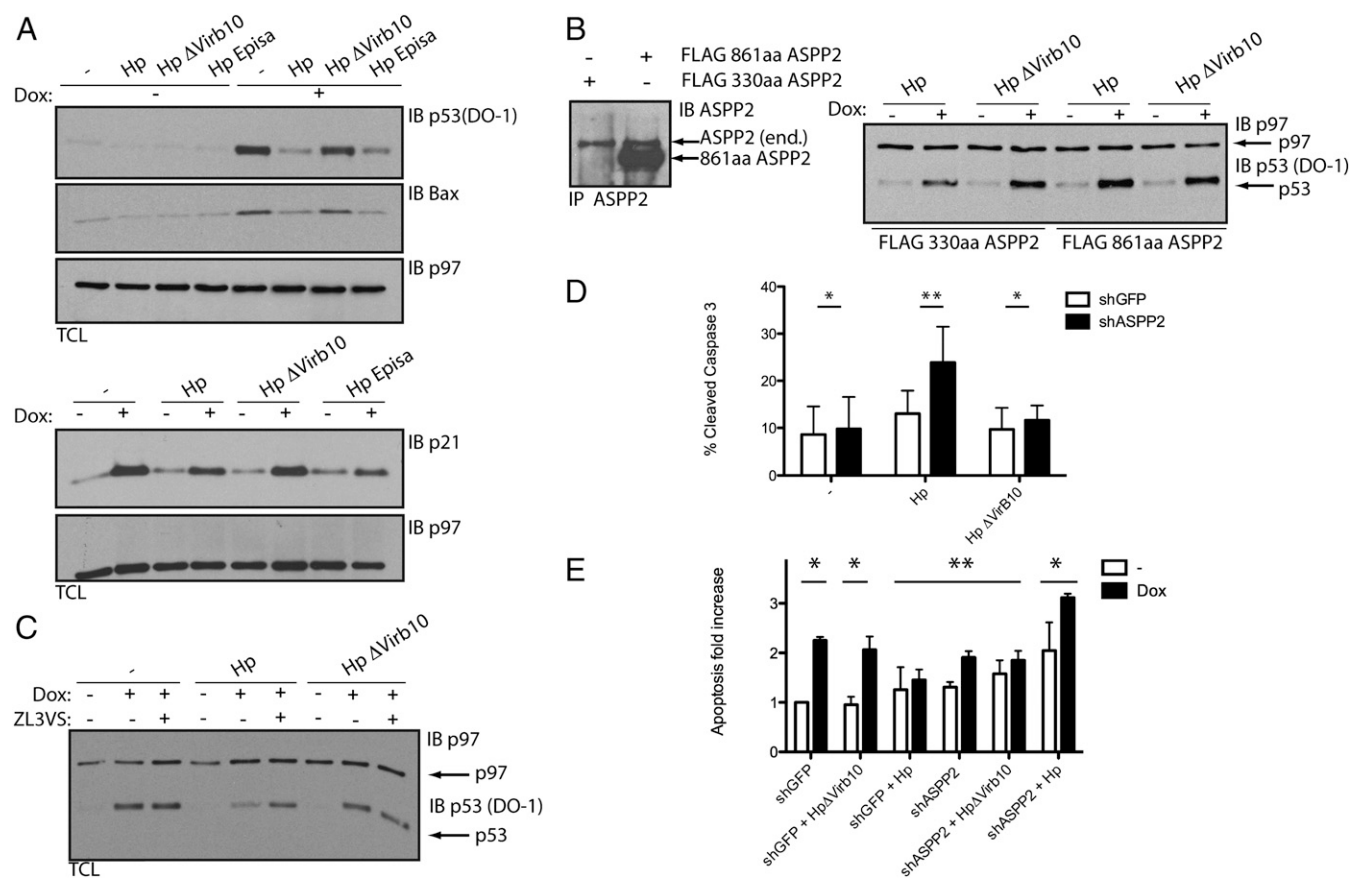 A
- Hp Hp ΔVirb10 Hp Episa - Hp Hp ΔVirb10 Hp Episa
Dox: - +
IB p53(DO-1)
IB Bax
IB p97
TCL
- Hp Hp ΔVirb10 Hp Episa
Dox: - + - + - + - +
IB p21
IB p97
TCL
B
- + FLAG 861aa ASPP2
+ - FLAG 330aa ASPP2
IB ASPP2
ASPP2 (end.)
861aa ASPP2
IP ASPP2
Hp Hp ΔVirb10 Hp Hp ΔVirb10
Dox: - + - + - + - +
IB p97
p97
IB p53 (DO-1)
p53
FLAG 330aa ASPP2 FLAG 861aa ASPP2
C
- Hp Hp ΔVirb10
Dox: - + + - + + - + +
ZL3VS: - - + - - + - - +
IB p97
p97
IB p53 (DO-1)
p53
TCL
D
% Cleaved Caspase 3
40
30
20
10
0
* ** *
shGFP
shASPP2
- Hp Hp ΔVirB10
E
Apoptosis fold increase
3
2
1
0
* * ** *
-
Dox
shGFP
shGFP + HpΔVirb10
shGFP + Hp
shASPP2
shASPP2 + HpΔVirb10
shASPP2 + Hp